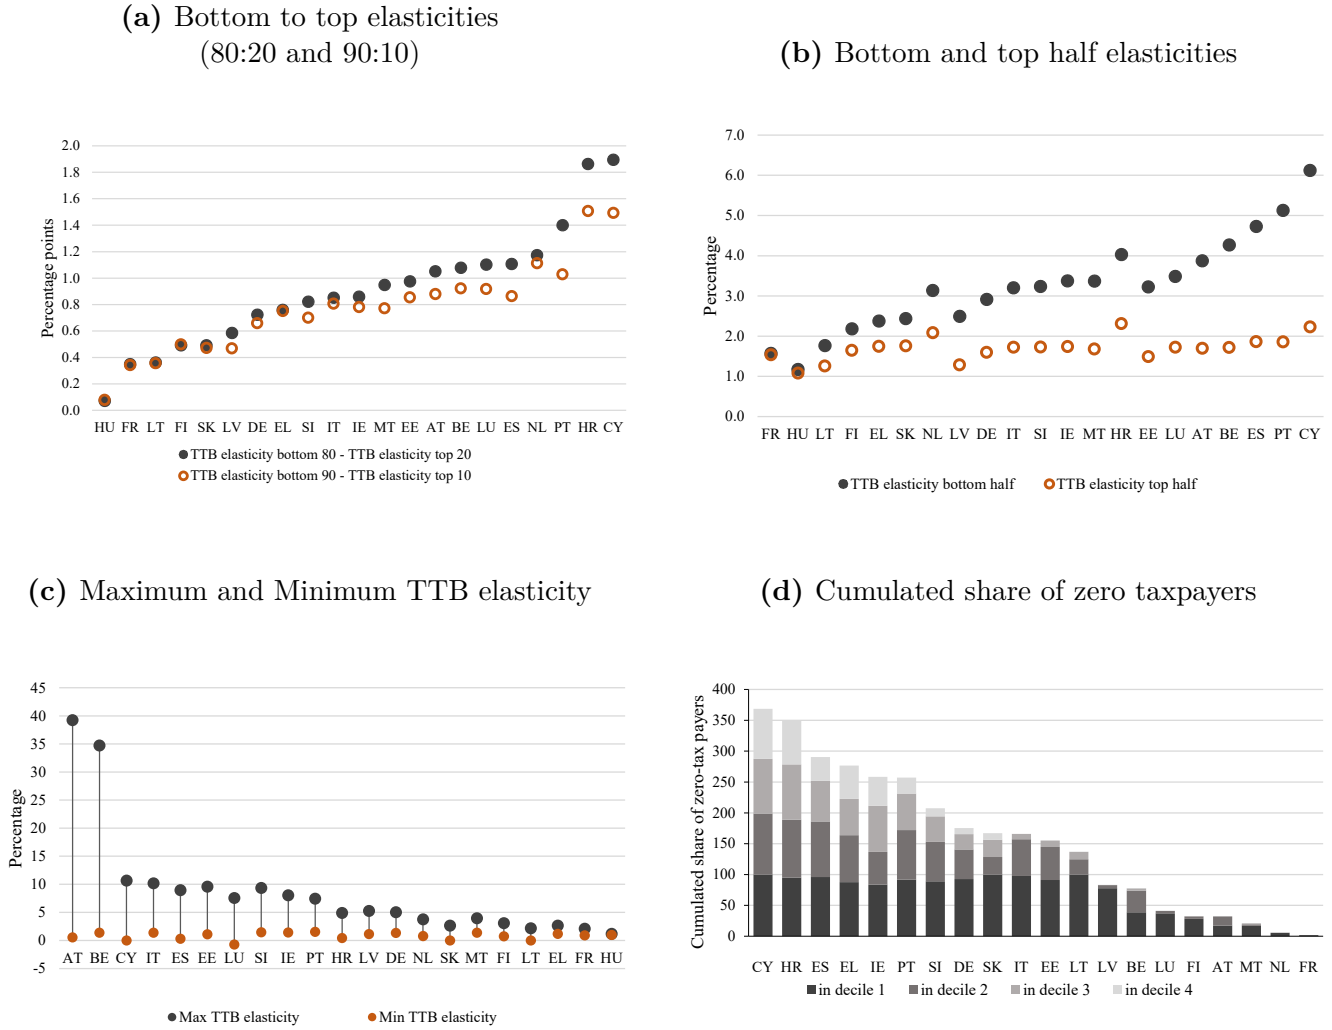 (a) Bottom to top elasticities
(80:20 and 90:10)
Percentage points
2.0
1.8
1.6
1.4
1.2
1.0
0.8
0.6
0.4
0.2
0.0
HU FR LT FI SK LV DE EL SI IT IE MT EE AT BE LU ES NL PT HR CY
TTB elasticity bottom 80 - TTB elasticity top 20
TTB elasticity bottom 90 - TTB elasticity top 10
(b) Bottom and top half elasticities
Percentage
7.0
6.0
5.0
4.0
3.0
2.0
1.0
0.0
FR HU LT FI EL SK NL LV DE IT SI IE MT HR EE LU AT BE ES PT CY
TTB elasticity bottom half TTB elasticity top half
(c) Maximum and Minimum TTB elasticity
Percentage
45
40
35
30
25
20
15
10
5
0
-5
AT BE CY IT ES EE LU SI IE PT HR LV DE NL SK MT FI LT EL FR HU
Max TTB elasticity Min TTB elasticity
(d) Cumulated share of zero taxpayers
Cumulated share of zero-tax payers
400
350
300
250
200
150
100
50
0
CY HR ES EL IE PT SI DE SK IT EE LT LV BE LU FI AT MT NL FR
in decile 1 in decile 2 in decile 3 in decile 4